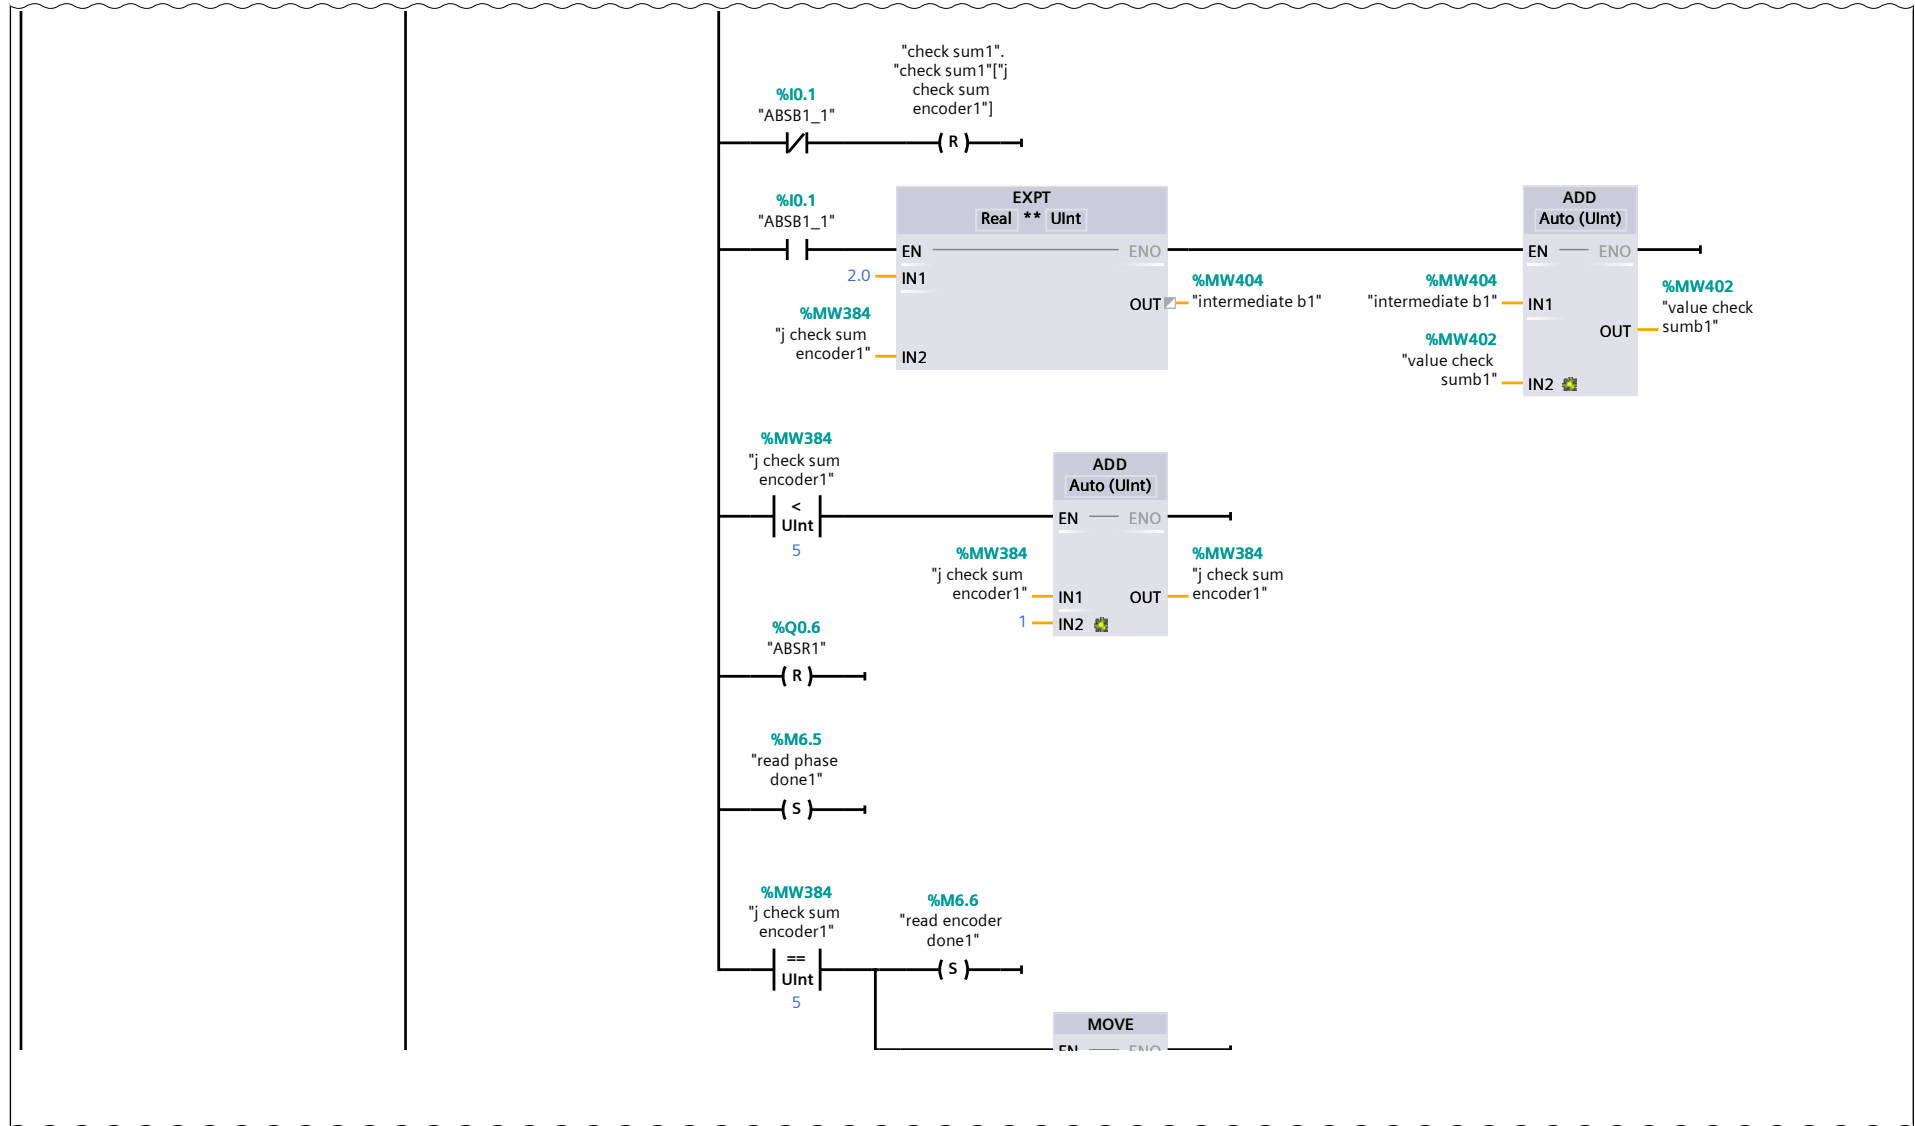 "check sum1".
"check sum1"["j
check sum
encoder1"]
%I0.1
"ABSB1_1"
R
%I0.1
"ABSB1_1"
EXPT
Real ** UInt
EN ENO
2.0 IN1
%MW384
"j check sum
encoder1" IN2
OUT
%MW404
"intermediate b1"
ADD
Auto (UInt)
EN ENO
%MW404
"intermediate b1" IN1
%MW402
"value check
sumb1" IN2
OUT
%MW402
"value check
sumb1"
%MW384
"j check sum
encoder1"
<
UInt
5
ADD
Auto (UInt)
EN ENO
%MW384
"j check sum
encoder1" IN1
1 IN2
OUT
%MW384
"j check sum
encoder1"
%Q0.6
"ABSR1"
R
%M6.5
"read phase
done1"
S
%MW384
"j check sum
encoder1"
==
UInt
5
%M6.6
"read encoder
done1"
S
MOVE
EN ENO